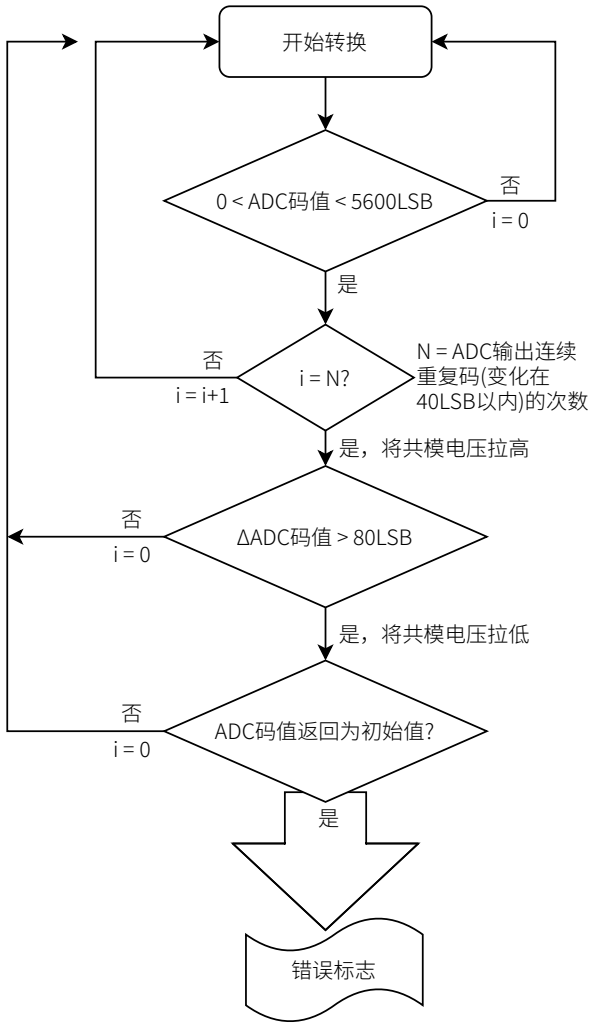 开始转换
0 < ADC码值 < 5600LSB
否
i = 0
是
i = N?
否
i = i+1
N = ADC输出连续
重复码(变化在
40LSB以内)的次数
是，将共模电压拉高
ΔADC码值 > 80LSB
否
i = 0
是，将共模电压拉低
ADC码值返回为初始值?
否
i = 0
是
错误标志